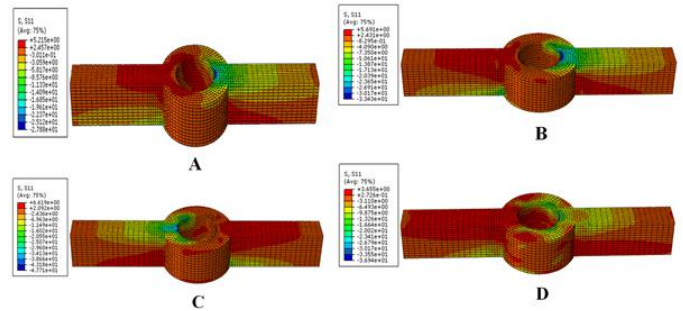 S, S11
(Avg: 75%)
+5.215e+00
+2.457e+00
-3.011e-01
-3.059e+00
-5.817e+00
-8.576e+00
-1.133e+01
-1.409e+01
-1.685e+01
-1.961e+01
-2.237e+01
-2.512e+01
-2.788e+01
A
S, S11
(Avg: 75%)
+5.691e+00
+2.431e+00
-8.295e-01
-4.090e+00
-7.350e+00
-1.061e+01
-1.387e+01
-1.713e+01
-2.039e+01
-2.365e+01
-2.691e+01
-3.017e+01
-3.343e+01
B
S, S11
(Avg: 75%)
+6.619e+00
+2.092e+00
-2.436e+00
-6.963e+00
-1.149e+01
-1.602e+01
-2.055e+01
-2.507e+01
-2.960e+01
-3.413e+01
-3.866e+01
-4.318e+01
-4.771e+01
C
S, S11
(Avg: 75%)
+3.655e+00
+2.726e-01
-3.110e+00
-6.493e+00
-9.875e+00
-1.326e+01
-1.664e+01
-2.002e+01
-2.341e+01
-2.679e+01
-3.017e+01
-3.355e+01
-3.694e+01
D